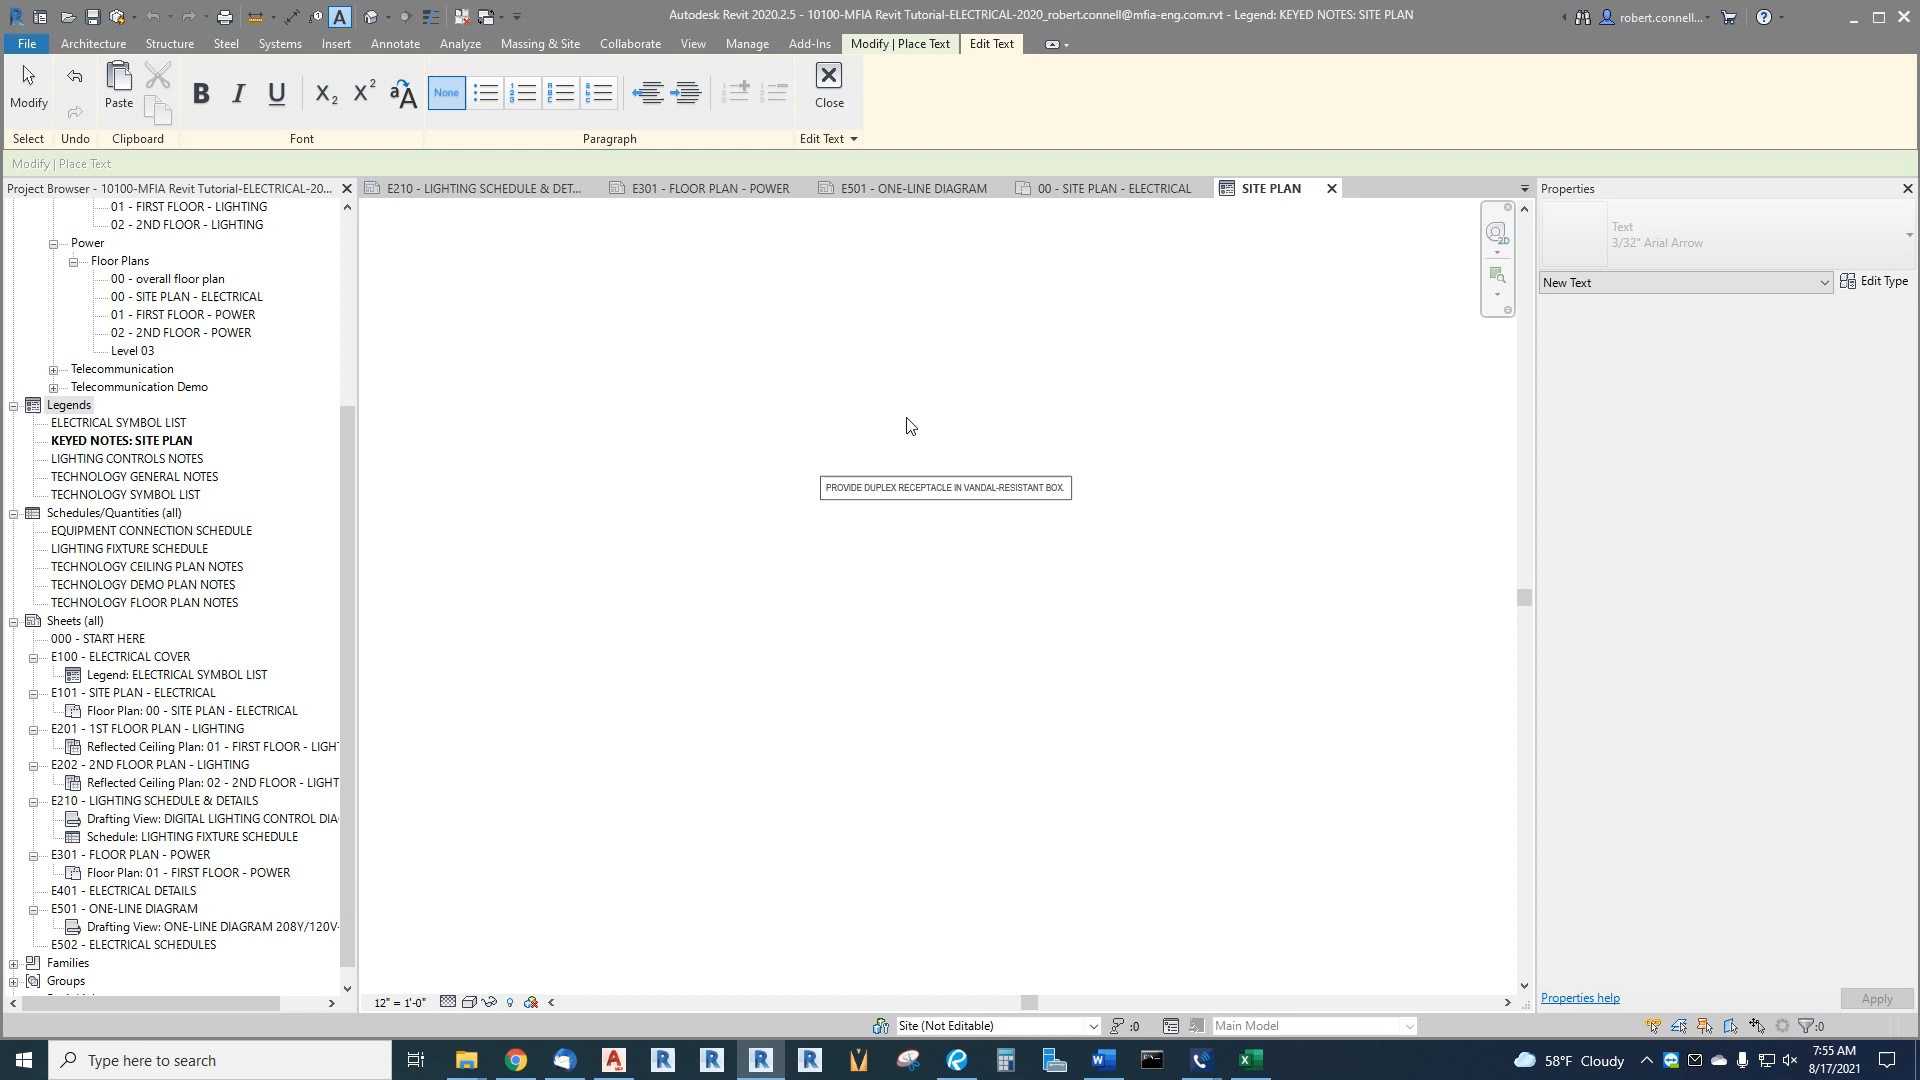 Autodesk Revit 2020.2.5 - 10100-MFIA Revit Tutorial-ELECTRICAL-2020_robert.connell@mfia-eng.com.rvt - Legend: KEYED NOTES: SITE PLAN
robert.connell...
File Architecture Structure Steel Systems Insert Annotate Analyze Massing & Site Collaborate View Manage Add-Ins Modify | Place Text Edit Text
Modify
Paste
B I U X2 X2 aA
None
Close
Select Undo Clipboard Font Paragraph Edit Text
Modify | Place Text
Project Browser - 10100-MFIA Revit Tutorial-ELECTRICAL-20...
E210 - LIGHTING SCHEDULE & DET...
E301 - FLOOR PLAN - POWER
E501 - ONE-LINE DIAGRAM
00 - SITE PLAN - ELECTRICAL
SITE PLAN
Properties
01 - FIRST FLOOR - LIGHTING
02 - 2ND FLOOR - LIGHTING
Power
Floor Plans
00 - overall floor plan
00 - SITE PLAN - ELECTRICAL
01 - FIRST FLOOR - POWER
02 - 2ND FLOOR - POWER
Level 03
Telecommunication
Telecommunication Demo
Legends
ELECTRICAL SYMBOL LIST
KEYED NOTES: SITE PLAN
LIGHTING CONTROLS NOTES
TECHNOLOGY GENERAL NOTES
TECHNOLOGY SYMBOL LIST
Schedules/Quantities (all)
EQUIPMENT CONNECTION SCHEDULE
LIGHTING FIXTURE SCHEDULE
TECHNOLOGY CEILING PLAN NOTES
TECHNOLOGY DEMO PLAN NOTES
TECHNOLOGY FLOOR PLAN NOTES
Sheets (all)
000 - START HERE
E100 - ELECTRICAL COVER
Legend: ELECTRICAL SYMBOL LIST
E101 - SITE PLAN - ELECTRICAL
Floor Plan: 00 - SITE PLAN - ELECTRICAL
E201 - 1ST FLOOR PLAN - LIGHTING
Reflected Ceiling Plan: 01 - FIRST FLOOR - LIGH
E202 - 2ND FLOOR PLAN - LIGHTING
Reflected Ceiling Plan: 02 - 2ND FLOOR - LIGHT
E210 - LIGHTING SCHEDULE & DETAILS
Drafting View: DIGITAL LIGHTING CONTROL DIA
Schedule: LIGHTING FIXTURE SCHEDULE
E301 - FLOOR PLAN - POWER
Floor Plan: 01 - FIRST FLOOR - POWER
E401 - ELECTRICAL DETAILS
E501 - ONE-LINE DIAGRAM
Drafting View: ONE-LINE DIAGRAM 208Y/120V-
E502 - ELECTRICAL SCHEDULES
Families
Groups
PROVIDE DUPLEX RECEPTACLE IN VANDAL-RESISTANT BOX.
2D
Text
3/32" Arial Arrow
New Text
Edit Type
Properties help
Apply
12" = 1'-0"
Site (Not Editable)
:0
Main Model
:0
Type here to search
58°F Cloudy
7:55 AM
8/17/2021